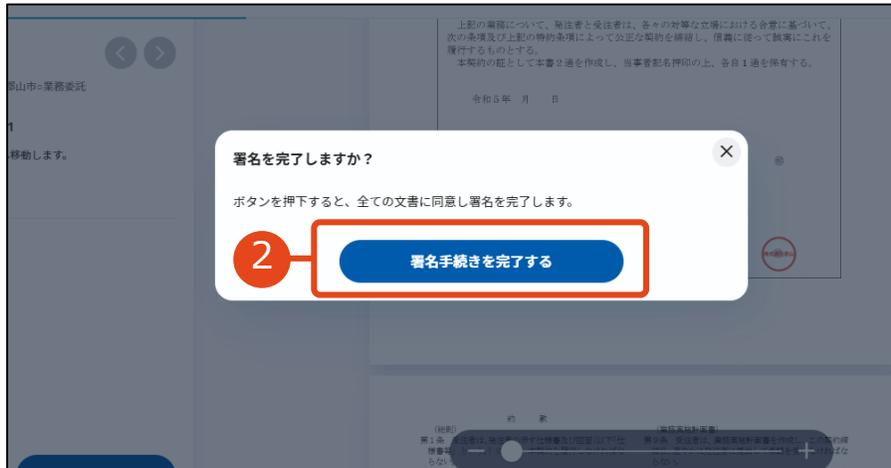 上記の業務について、発注者と受注者は、各々の対等な立場における合意に基づいて、
次の条項及び上記の特約条項によって公正な契約を締結し、信義に従って誠実にこれを
履行するものとする。
本契約の証として本書2通を作成し、当事者記名押印の上、各自1通を保有する。
令和5年 月 日
郡山市○業務委託
1
移動します。
署名を完了しますか?
ボタンを押下すると、全ての文書に同意し署名を完了します。
2
署名手続きを完了する
㊞
約 款
(総則)
(業務実施計画書)